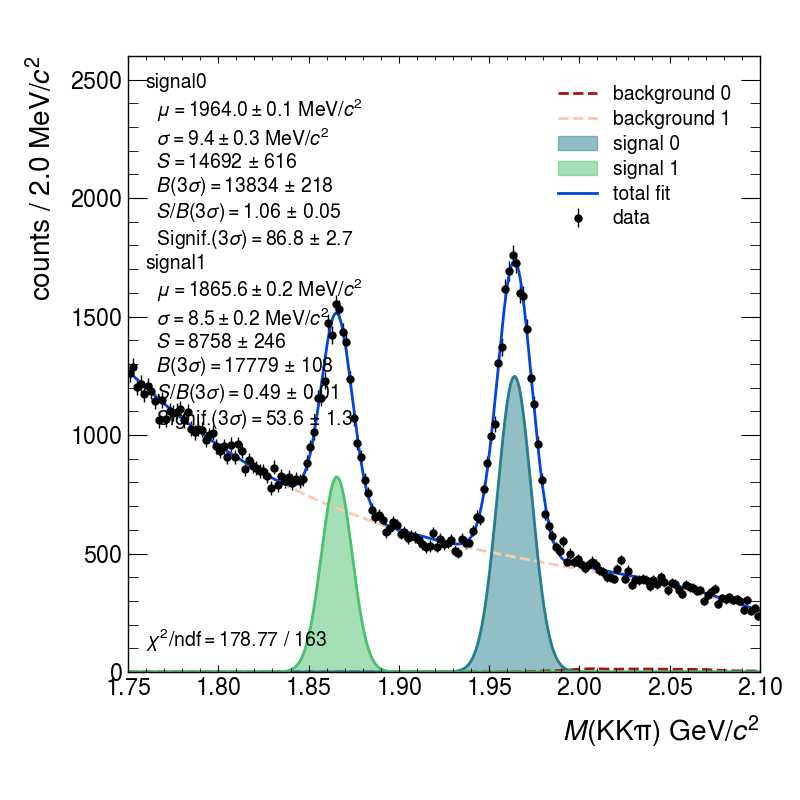 counts / 2.0 MeV/c²
2500
2000
1500
1000
500
0
signal0
μ = 1964.0 ± 0.1 MeV/c²
σ = 9.4 ± 0.3 MeV/c²
S = 14692 ± 616
B(3σ) = 13834 ± 218
S/B(3σ) = 1.06 ± 0.05
Signif.(3σ) = 86.8 ± 2.7
signal1
μ = 1865.6 ± 0.2 MeV/c²
σ = 8.5 ± 0.2 MeV/c²
S = 8758 ± 246
B(3σ) = 17779 ± 108
S/B(3σ) = 0.49 ± 0.01
Signif.(3σ) = 53.6 ± 1.3
background 0
background 1
signal 0
signal 1
total fit
data
χ²/ndf = 178.77 / 163
1.75 1.80 1.85 1.90 1.95 2.00 2.05 2.10
M(KKπ) GeV/c²